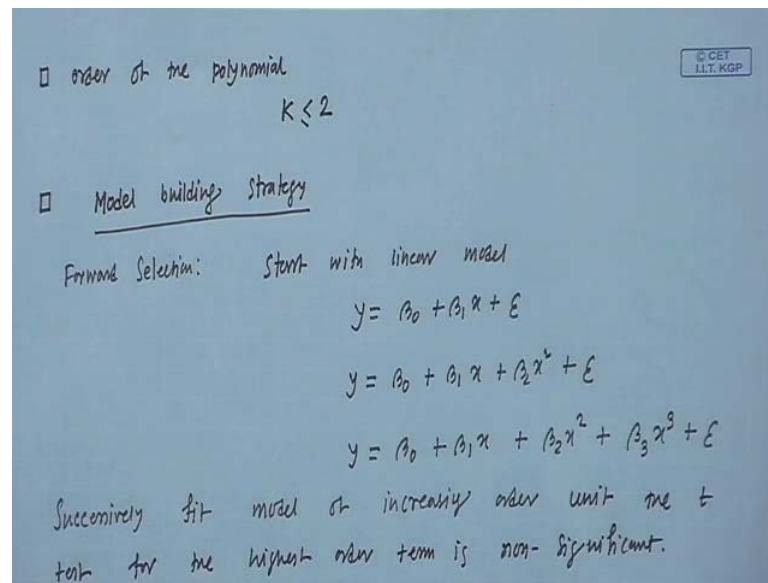 □ order of the polynomial
© CET
I.I.T. KGP
K ≤ 2
□ Model building strategy
Forward Selection: Start with linear model
y = β₀ + β₁x + ε
y = β₀ + β₁x + β₂x² + ε
y = β₀ + β₁x + β₂x² + β₃x³ + ε
Successively fit model of increasing order unit the t
test for the highest order term is non-significant.